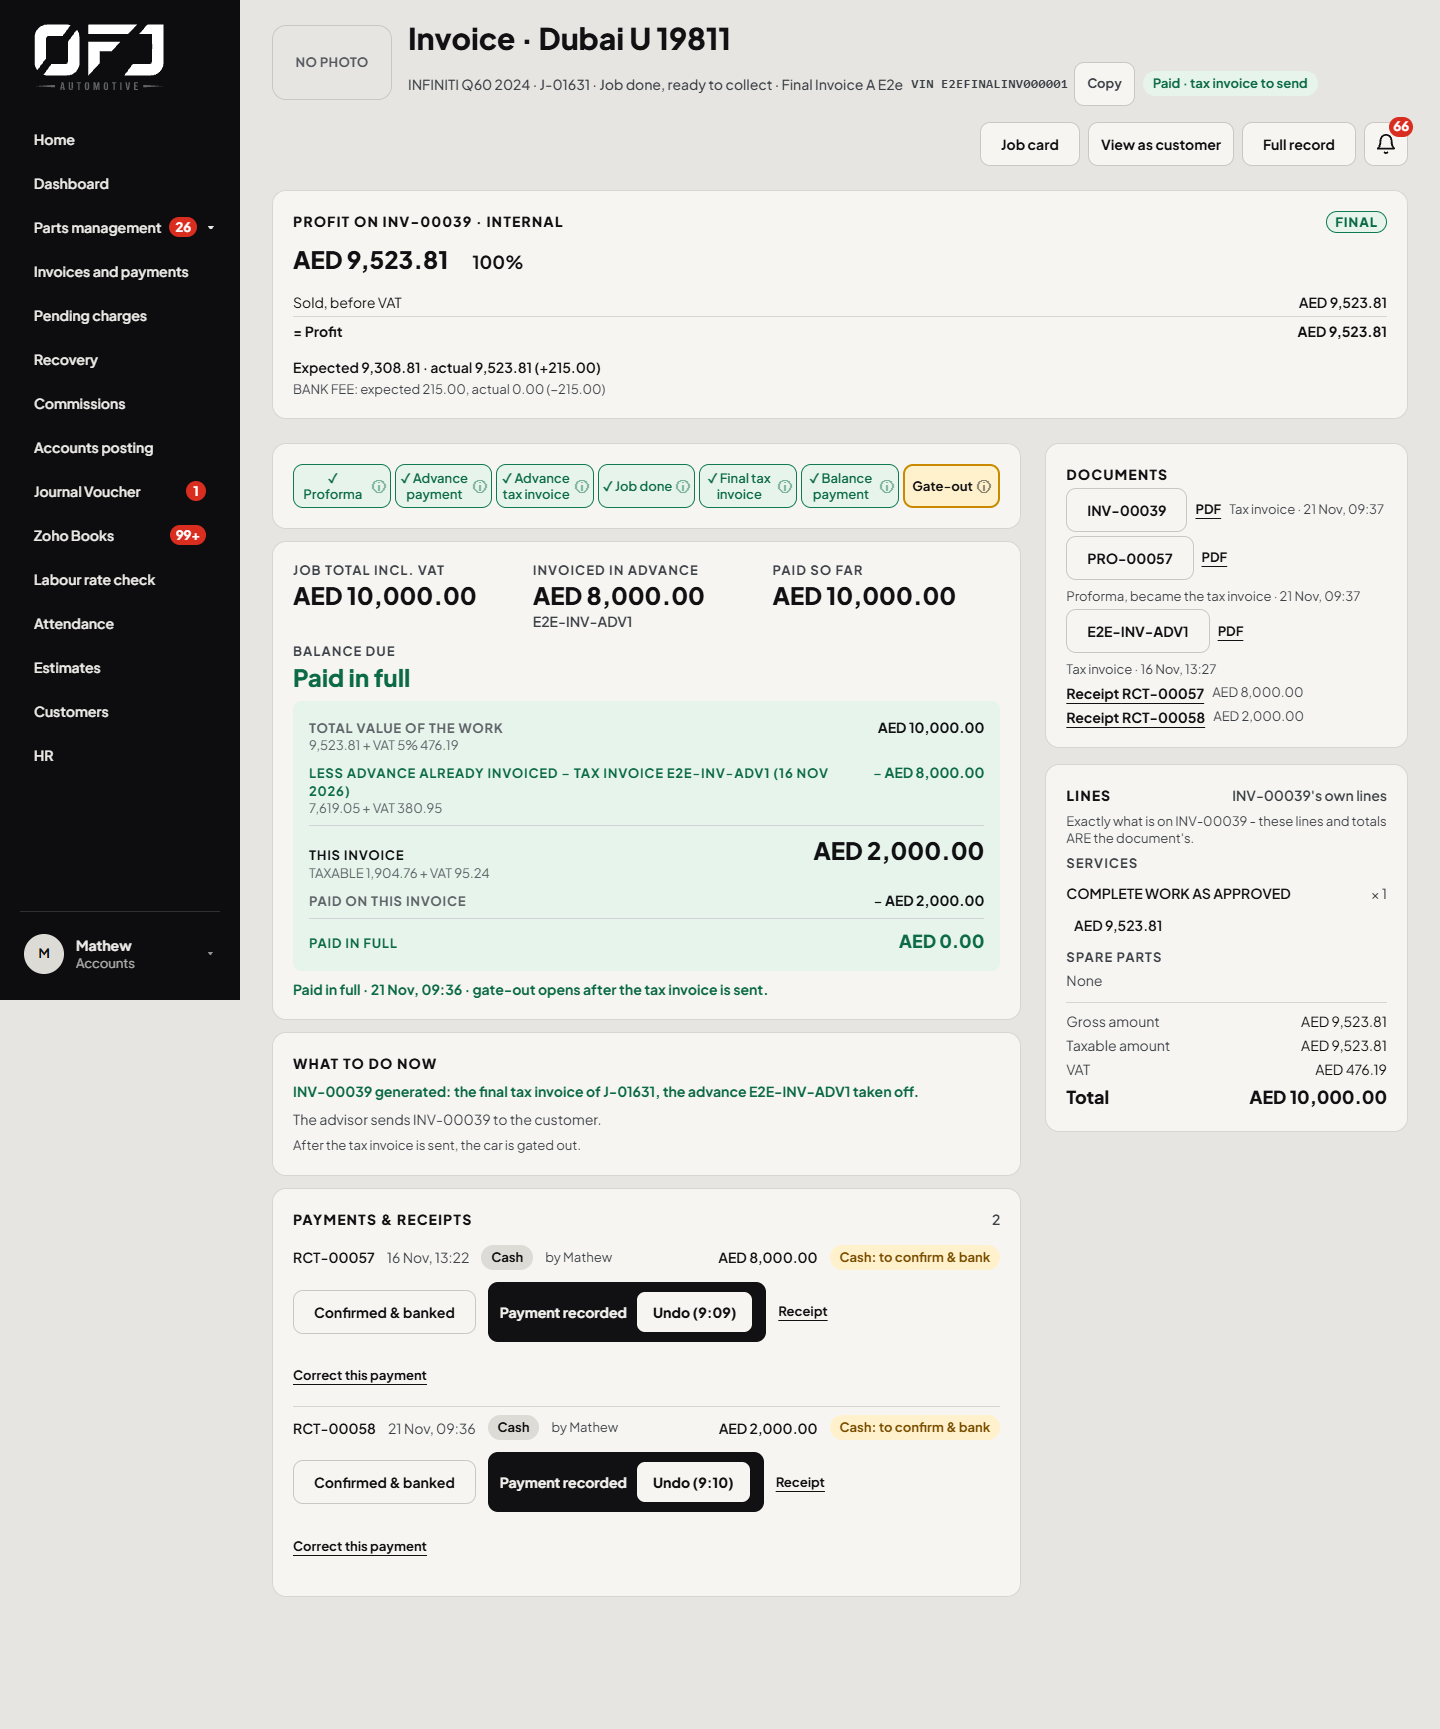 OFJ
AUTOMOTIVE
Home
Dashboard
Parts management 26
Invoices and payments
Pending charges
Recovery
Commissions
Accounts posting
Journal Voucher 1
Zoho Books 99+
Labour rate check
Attendance
Estimates
Customers
HR
M
Mathew
Accounts
NO PHOTO
Invoice · Dubai U 19811
INFINITI Q60 2024 · J-01631 · Job done, ready to collect · Final Invoice A E2e VIN E2EFINALINV000001 Copy Paid · tax invoice to send
Job card View as customer Full record 66
PROFIT ON INV-00039 · INTERNAL FINAL
AED 9,523.81 100%
Sold, before VAT AED 9,523.81
= Profit AED 9,523.81
Expected 9,308.81 · actual 9,523.81 (+215.00)
BANK FEE: expected 215.00, actual 0.00 (−215.00)
✓ Proforma ⓘ
✓ Advance payment ⓘ
✓ Advance tax invoice ⓘ
✓ Job done ⓘ
✓ Final tax invoice ⓘ
✓ Balance payment ⓘ
Gate-out ⓘ
JOB TOTAL INCL. VAT
AED 10,000.00
INVOICED IN ADVANCE
AED 8,000.00
E2E-INV-ADV1
PAID SO FAR
AED 10,000.00
BALANCE DUE
Paid in full
TOTAL VALUE OF THE WORK AED 10,000.00
9,523.81 + VAT 5% 476.19
LESS ADVANCE ALREADY INVOICED – TAX INVOICE E2E-INV-ADV1 (16 NOV − AED 8,000.00
2026)
7,619.05 + VAT 380.95
THIS INVOICE AED 2,000.00
TAXABLE 1,904.76 + VAT 95.24
PAID ON THIS INVOICE − AED 2,000.00
PAID IN FULL AED 0.00
Paid in full · 21 Nov, 09:36 · gate-out opens after the tax invoice is sent.
WHAT TO DO NOW
INV-00039 generated: the final tax invoice of J-01631, the advance E2E-INV-ADV1 taken off.
The advisor sends INV-00039 to the customer.
After the tax invoice is sent, the car is gated out.
PAYMENTS & RECEIPTS 2
RCT-00057 16 Nov, 13:22 Cash by Mathew AED 8,000.00 Cash: to confirm & bank
Confirmed & banked Payment recorded Undo (9:09) Receipt
Correct this payment
RCT-00058 21 Nov, 09:36 Cash by Mathew AED 2,000.00 Cash: to confirm & bank
Confirmed & banked Payment recorded Undo (9:10) Receipt
Correct this payment
DOCUMENTS
INV-00039 PDF Tax invoice · 21 Nov, 09:37
PRO-00057 PDF
Proforma, became the tax invoice · 21 Nov, 09:37
E2E-INV-ADV1 PDF
Tax invoice · 16 Nov, 13:27
Receipt RCT-00057 AED 8,000.00
Receipt RCT-00058 AED 2,000.00
LINES INV-00039's own lines
Exactly what is on INV-00039 - these lines and totals
ARE the document's.
SERVICES
COMPLETE WORK AS APPROVED × 1
AED 9,523.81
SPARE PARTS
None
Gross amount AED 9,523.81
Taxable amount AED 9,523.81
VAT AED 476.19
Total AED 10,000.00